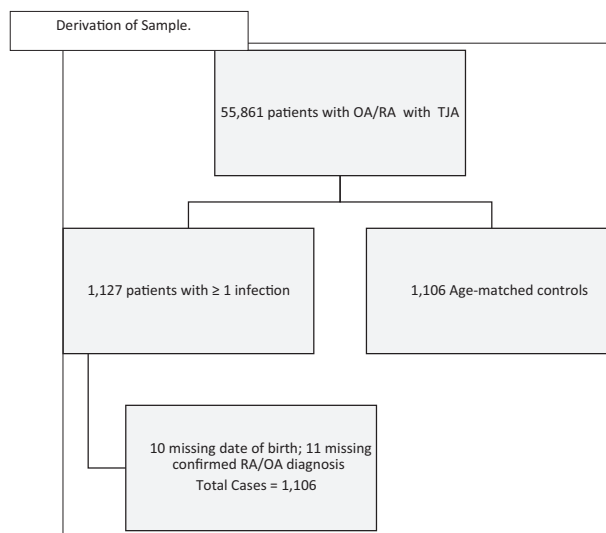 Derivation of Sample.
55,861 patients with OA/RA with TJA
1,127 patients with ≥ 1 infection
1,106 Age-matched controls
10 missing date of birth; 11 missing
confirmed RA/OA diagnosis
Total Cases = 1,106